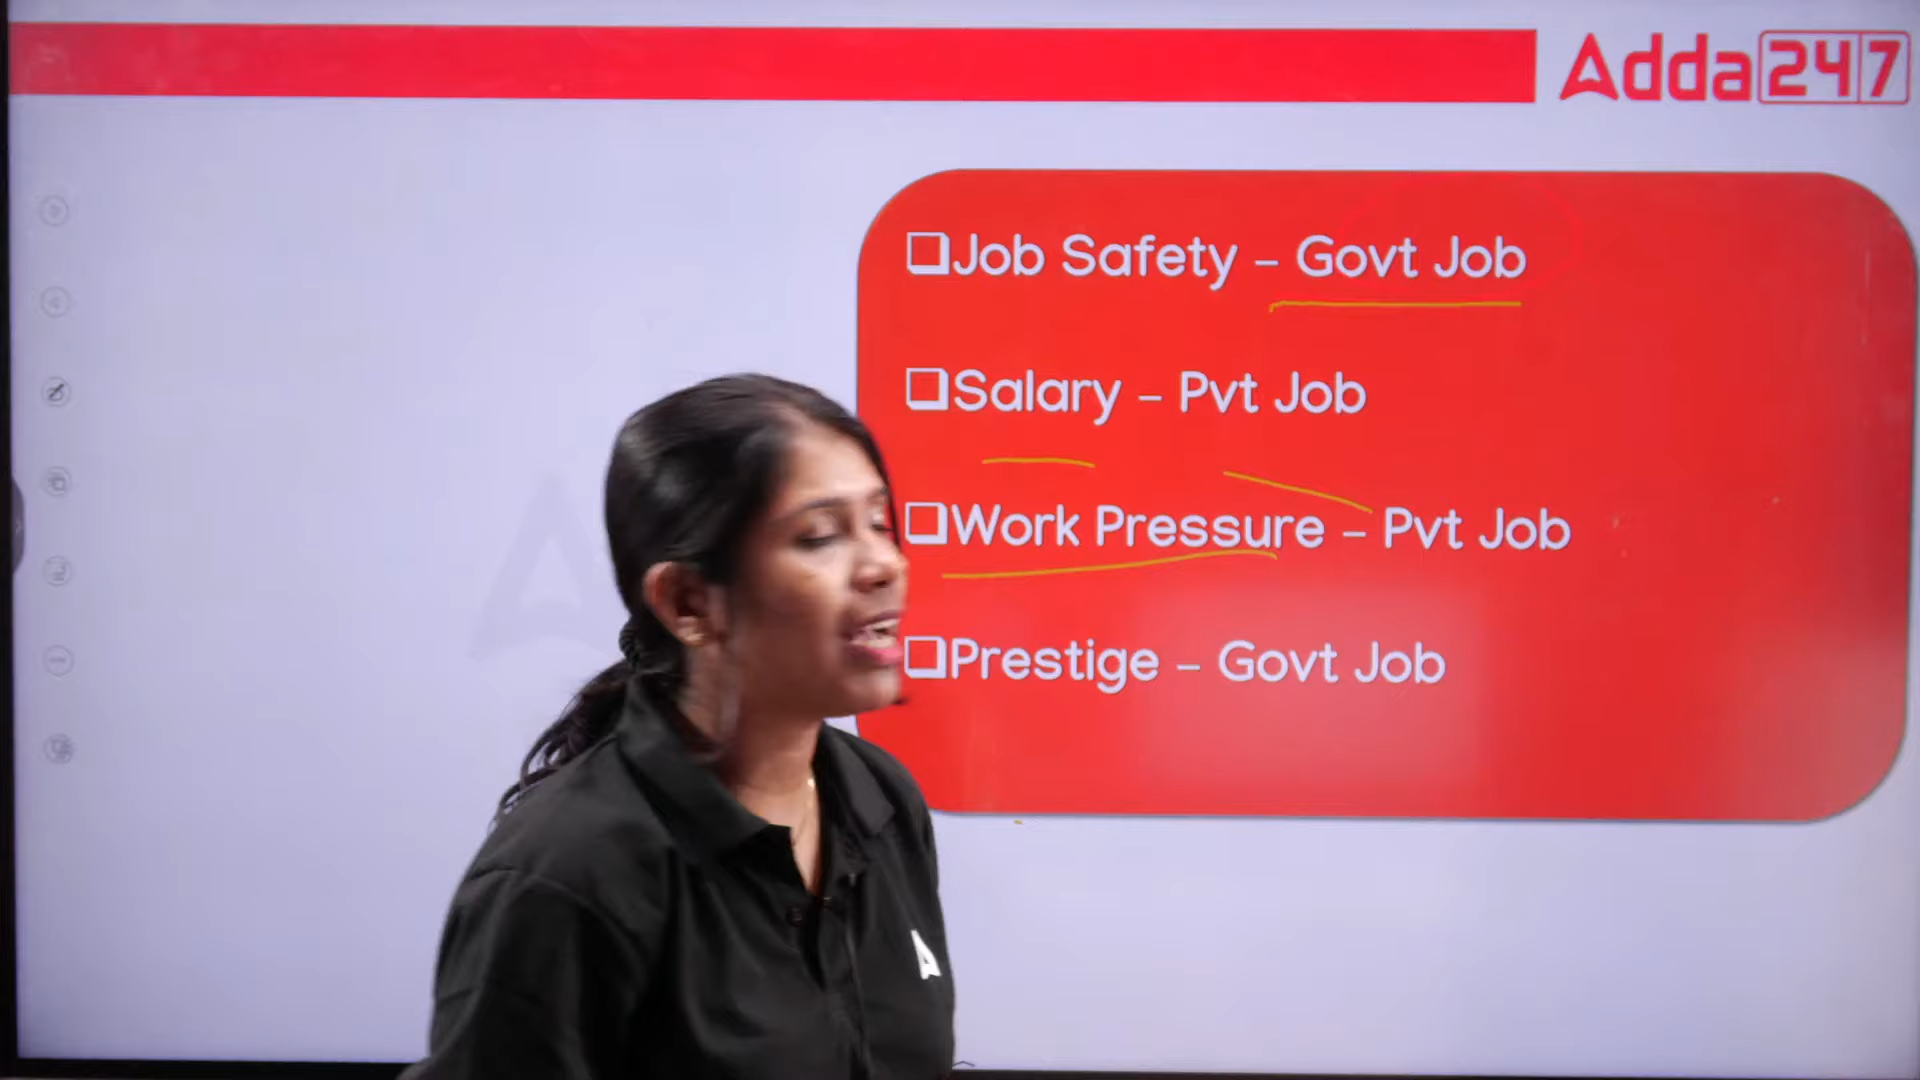 Adda247
❑Job Safety – Govt Job
❑Salary – Pvt Job
❑Work Pressure – Pvt Job
❑Prestige – Govt Job